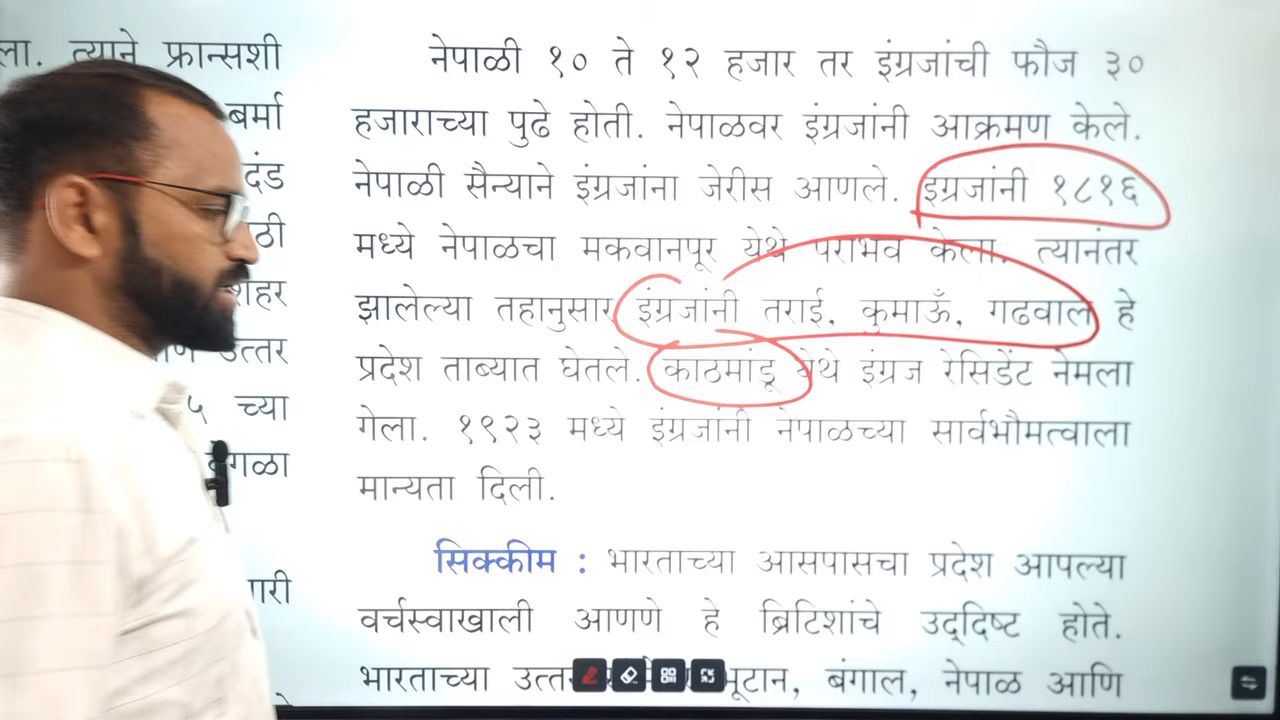 ला. त्याने फ्रान्सशी
बर्मा
दंड
ठी
शहर
उत्तर
५ च्या
गळा
गारी
नेपाळी १० ते १२ हजार तर इंग्रजांची फौज ३०
हजाराच्या पुढे होती. नेपाळवर इंग्रजांनी आक्रमण केले.
नेपाळी सैन्याने इंग्रजांना जेरीस आणले. इंग्रजांनी १८१६
मध्ये नेपाळचा मकवानपूर येथे पराभव केला. त्यानंतर
झालेल्या तहानुसार इंग्रजांनी तराई, कुमाऊँ, गढवाल हे
प्रदेश ताब्यात घेतले. काठमांडू येथे इंग्रज रेसिडेंट नेमला
गेला. १९२३ मध्ये इंग्रजांनी नेपाळच्या सार्वभौमत्वाला
मान्यता दिली.
सिक्कीम : भारताच्या आसपासचा प्रदेश आपल्या
वर्चस्वाखाली आणणे हे ब्रिटिशांचे उद्‌दिष्ट होते.
भारताच्या भूटान, बंगाल, नेपाळ आणि